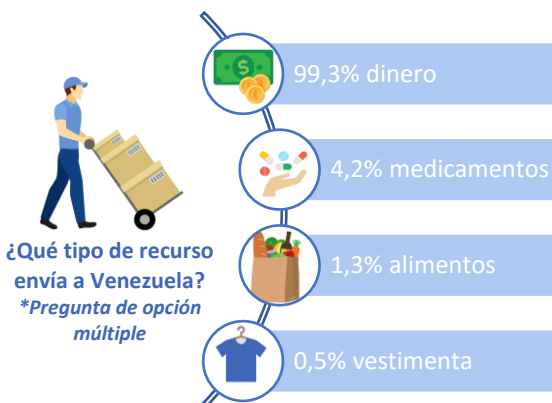 99,3% dinero
4,2% medicamentos
¿Qué tipo de recurso
envía a Venezuela?
*Pregunta de opción
múltiple
1,3% alimentos
0,5% vestimenta